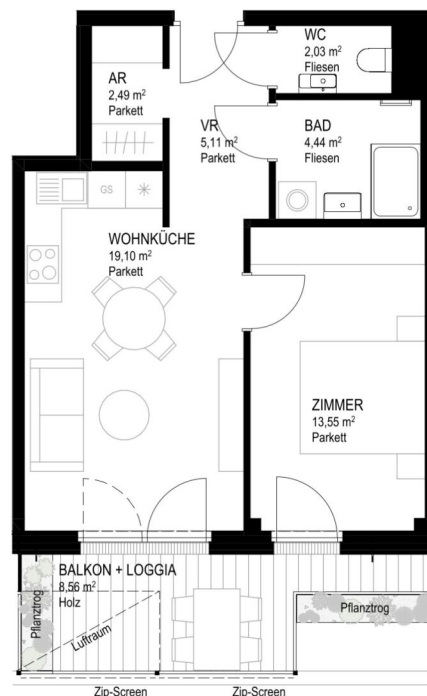 WC
2,03 m²
Fliesen
AR
2,49 m²
Parkett
VR
5,11 m²
Parkett
BAD
4,44 m²
Fliesen
GS
WOHNKÜCHE
19,10 m²
Parkett
ZIMMER
13,55 m²
Parkett
BALKON + LOGGIA
8,56 m²
Holz
Pflanztrog
Luftraum
Pflanztrog
Zip-Screen
Zip-Screen